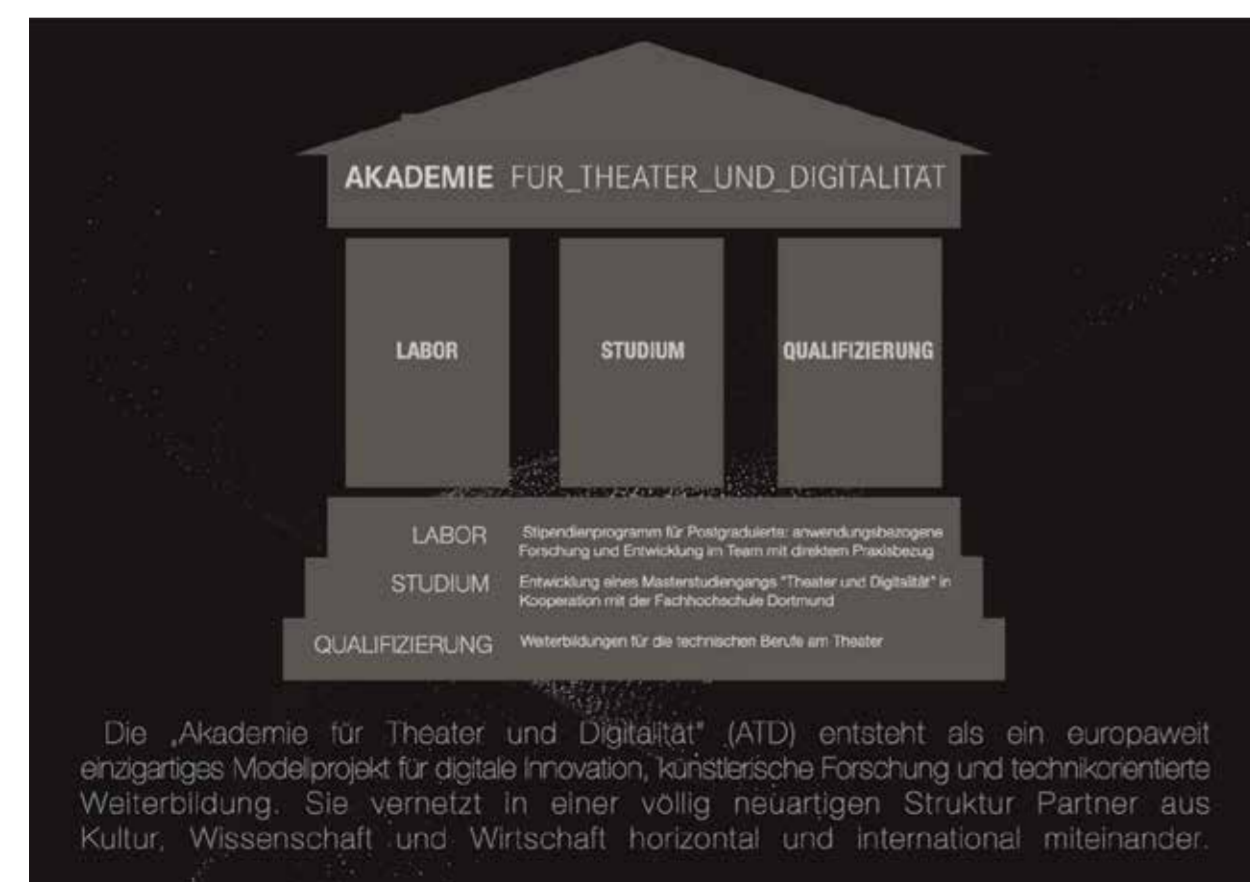 AKADEMIE FÜR_THEATER_UND_DIGITALITÄT
LABOR STUDIUM QUALIFIZIERUNG
LABOR Stipendienprogramm für Postgraduierte: anwendungsbezogene
Forschung und Entwicklung im Team mit direktem Praxisbezug
STUDIUM Entwicklung eines Masterstudiengangs "Theater und Digitalität" in
Kooperation mit der Fachhochschule Dortmund
QUALIFIZIERUNG Weiterbildungen für die technischen Berufe am Theater
Die „Akademie für Theater und Digitalität“ (ATD) entsteht als ein europaweit
einzigartiges Modellprojekt für digitale Innovation, künstlerische Forschung und technikorientierte
Weiterbildung. Sie vernetzt in einer völlig neuartigen Struktur Partner aus
Kultur, Wissenschaft und Wirtschaft horizontal und international miteinander.